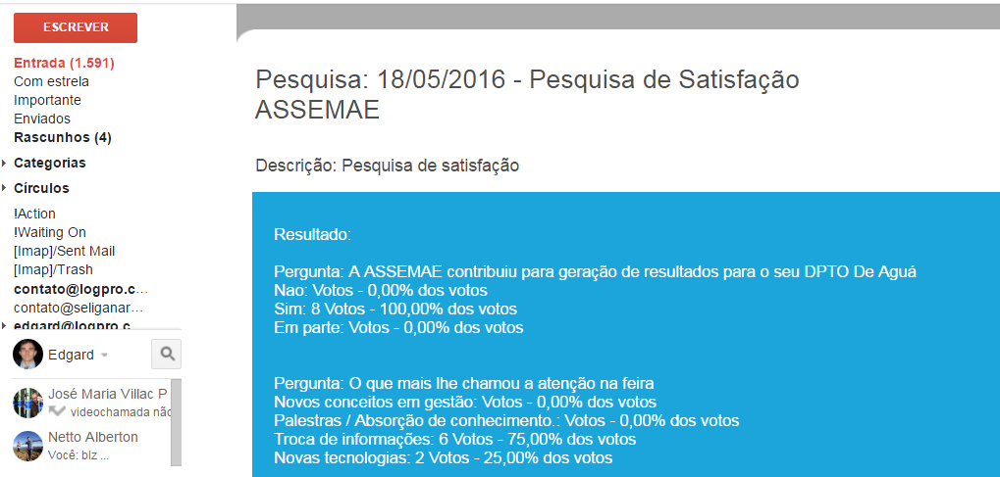 ESCREVER
Entrada (1.591)
Com estrela
Importante
Enviados
Rascunhos (4)
Categorias
Círculos
!Action
!Waiting On
[Imap]/Sent Mail
[Imap]/Trash
contato@logpro.c...
contato@seliganar...
edgard@logpro.c
Edgard
José Maria Villac P
videochamada não
Netto Alberton
Você: blz ...
Pesquisa: 18/05/2016 - Pesquisa de Satisfação
ASSEMAE
Descrição: Pesquisa de satisfação
Resultado:
Pergunta: A ASSEMAE contribuiu para geração de resultados para o seu DPTO De Aguá
Nao: Votos - 0,00% dos votos
Sim: 8 Votos - 100,00% dos votos
Em parte: Votos - 0,00% dos votos
Pergunta: O que mais lhe chamou a atenção na feira
Novos conceitos em gestão: Votos - 0,00% dos votos
Palestras / Absorção de conhecimento.: Votos - 0,00% dos votos
Troca de informações: 6 Votos - 75,00% dos votos
Novas tecnologias: 2 Votos - 25,00% dos votos